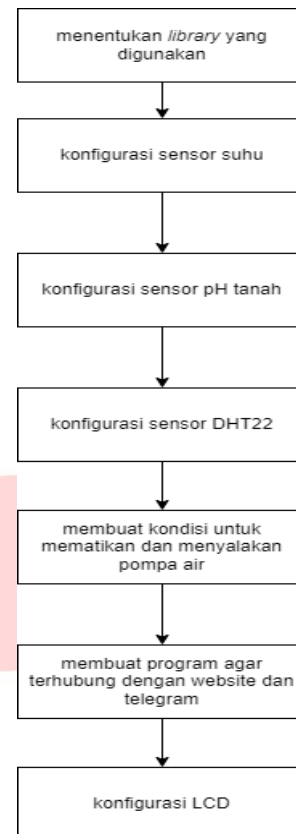 menentukan library yang
digunakan
konfigurasi sensor suhu
konfigurasi sensor pH tanah
konfigurasi sensor DHT22
membuat kondisi untuk
mematikan dan menyalakan
pompa air
membuat program agar
terhubung dengan website dan
telegram
konfigurasi LCD